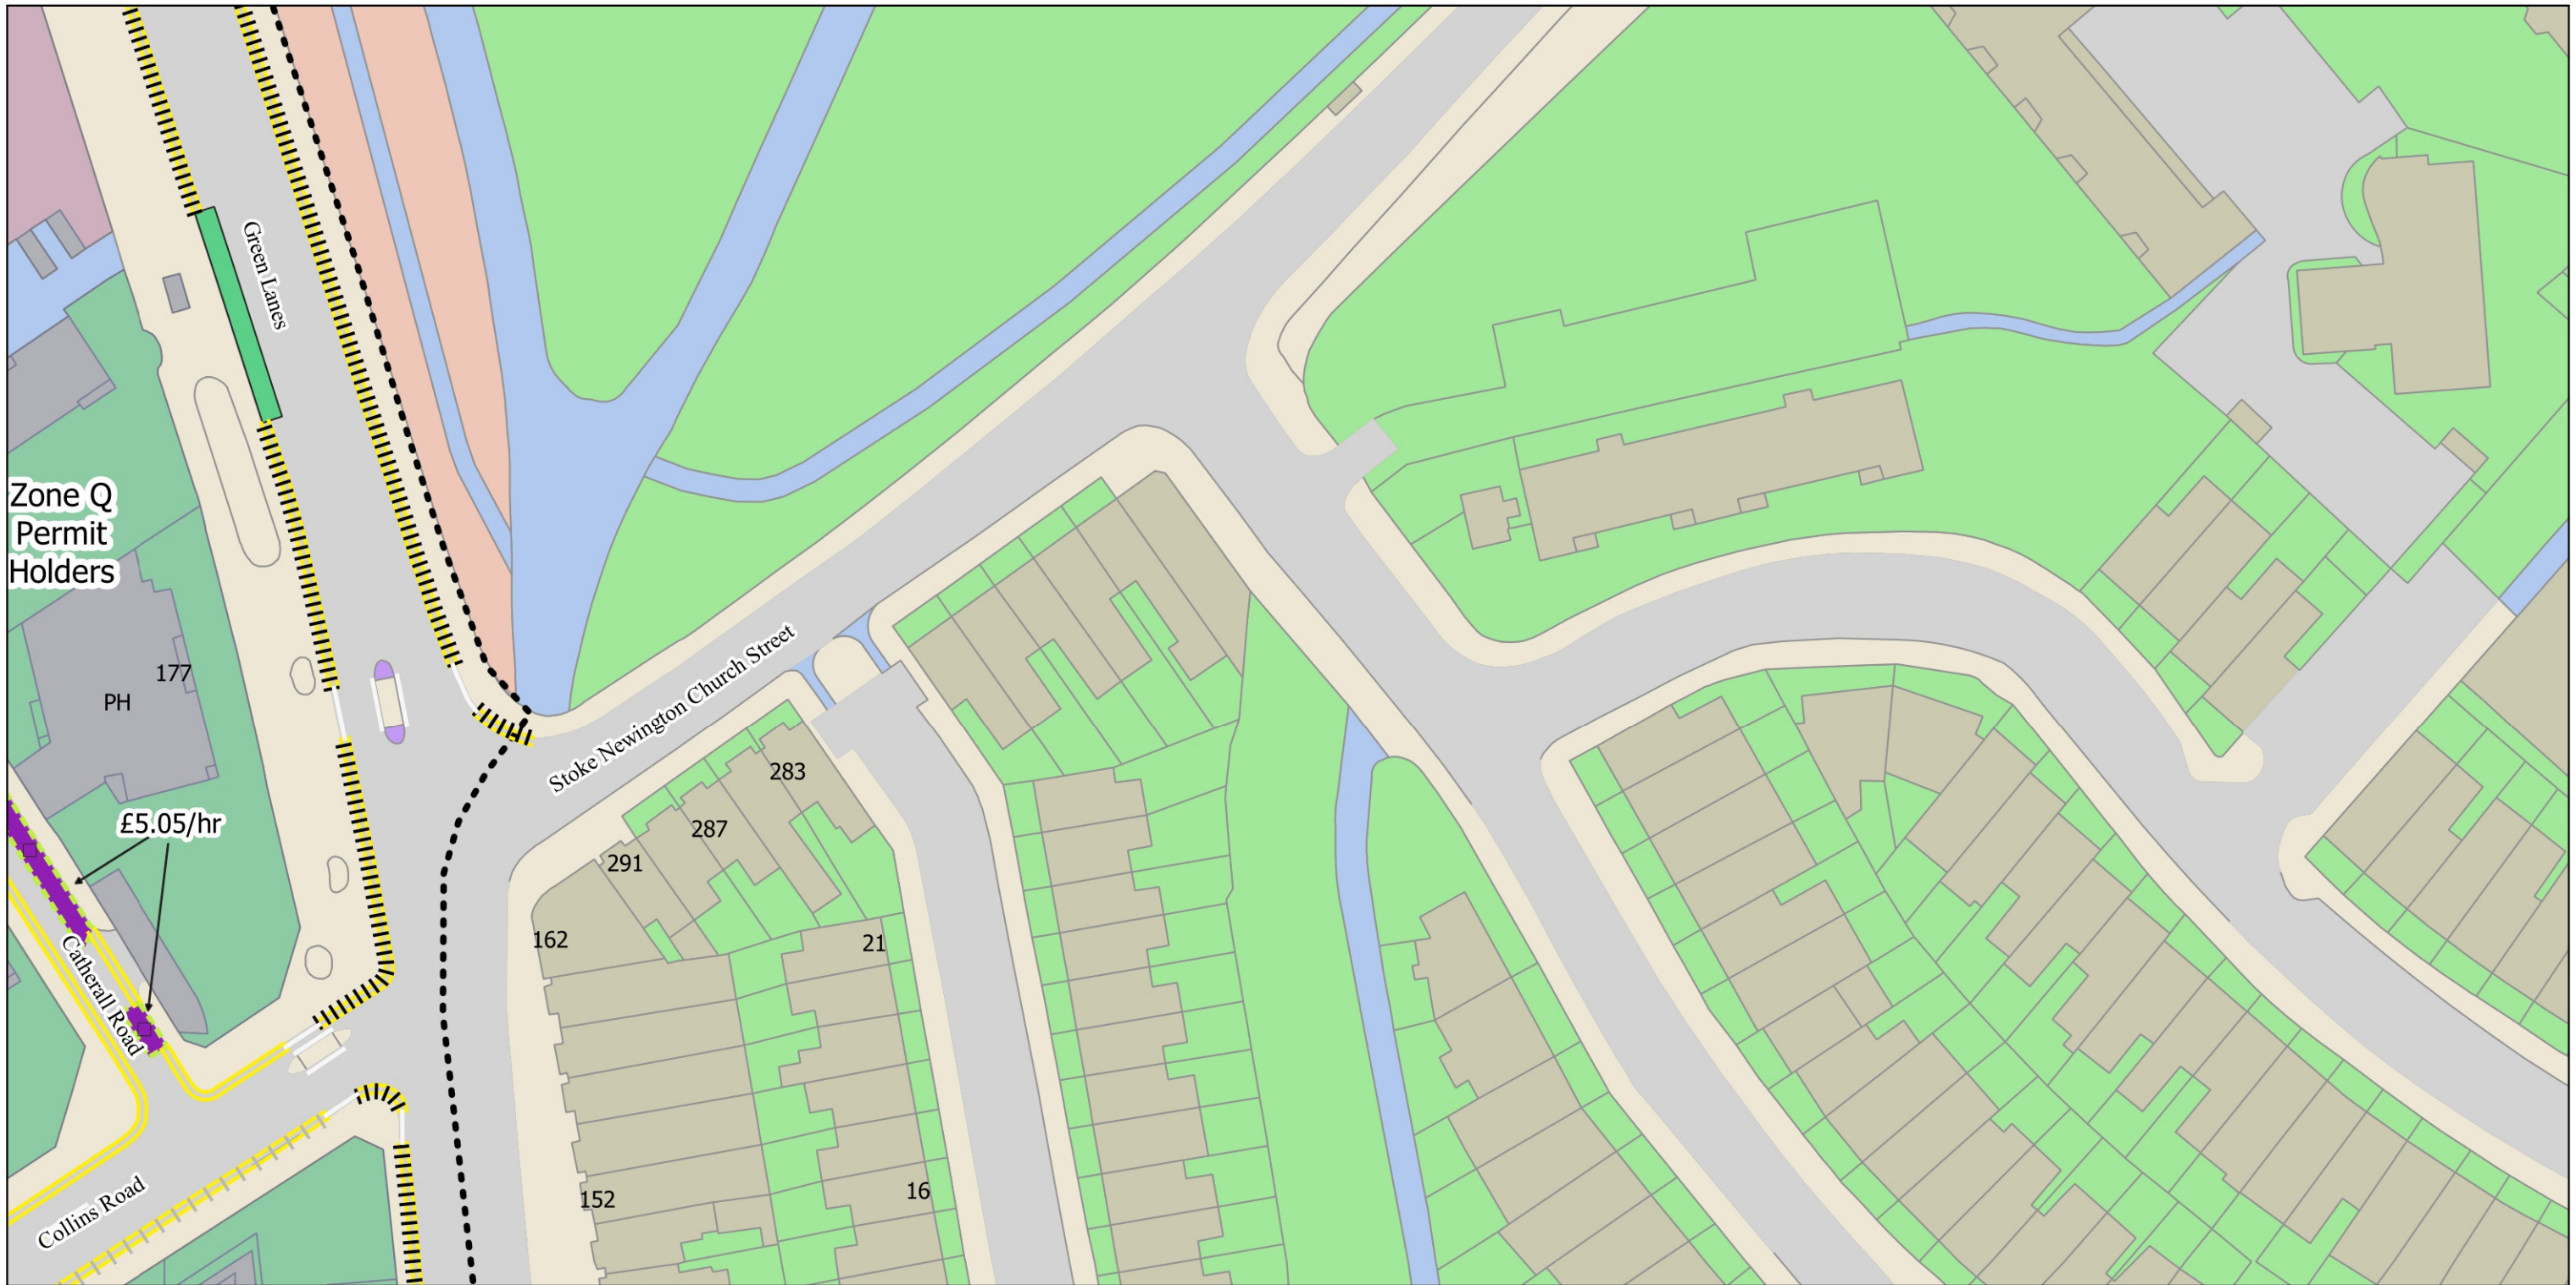 Green Lanes
Zone Q
Permit
Holders
177
PH
Stoke Newington Church Street
283
£5.05/hr
287
291
162
21
Catherall Road
16
152
Collins Road